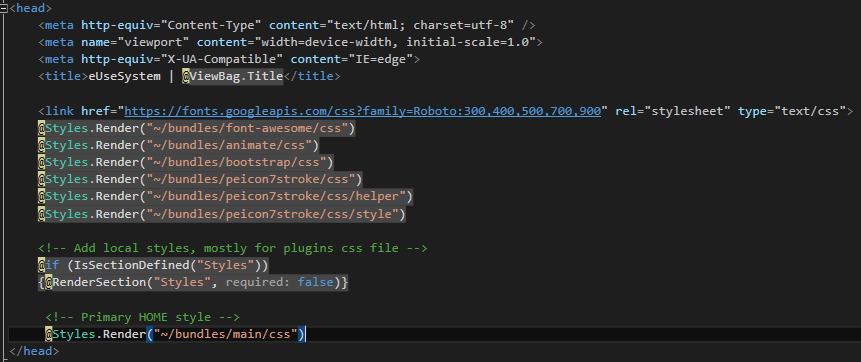 <head>
<meta http-equiv="Content-Type" content="text/html; charset=utf-8" />
<meta name="viewport" content="width=device-width, initial-scale=1.0">
<meta http-equiv="X-UA-Compatible" content="IE=edge">
<title>eUseSystem | @ViewBag.Title</title>
<link href="https://fonts.googleapis.com/css?family=Roboto:300,400,500,700,900" rel="stylesheet" type="text/css">
@Styles.Render("~/bundles/font-awesome/css")
@Styles.Render("~/bundles/animate/css")
@Styles.Render("~/bundles/bootstrap/css")
@Styles.Render("~/bundles/peicon7stroke/css")
@Styles.Render("~/bundles/peicon7stroke/css/helper")
@Styles.Render("~/bundles/peicon7stroke/css/style")
<!-- Add local styles, mostly for plugins css file -->
@if (IsSectionDefined("Styles"))
{@RenderSection("Styles", required: false)}
<!-- Primary HOME style -->
@Styles.Render("~/bundles/main/css")
</head>